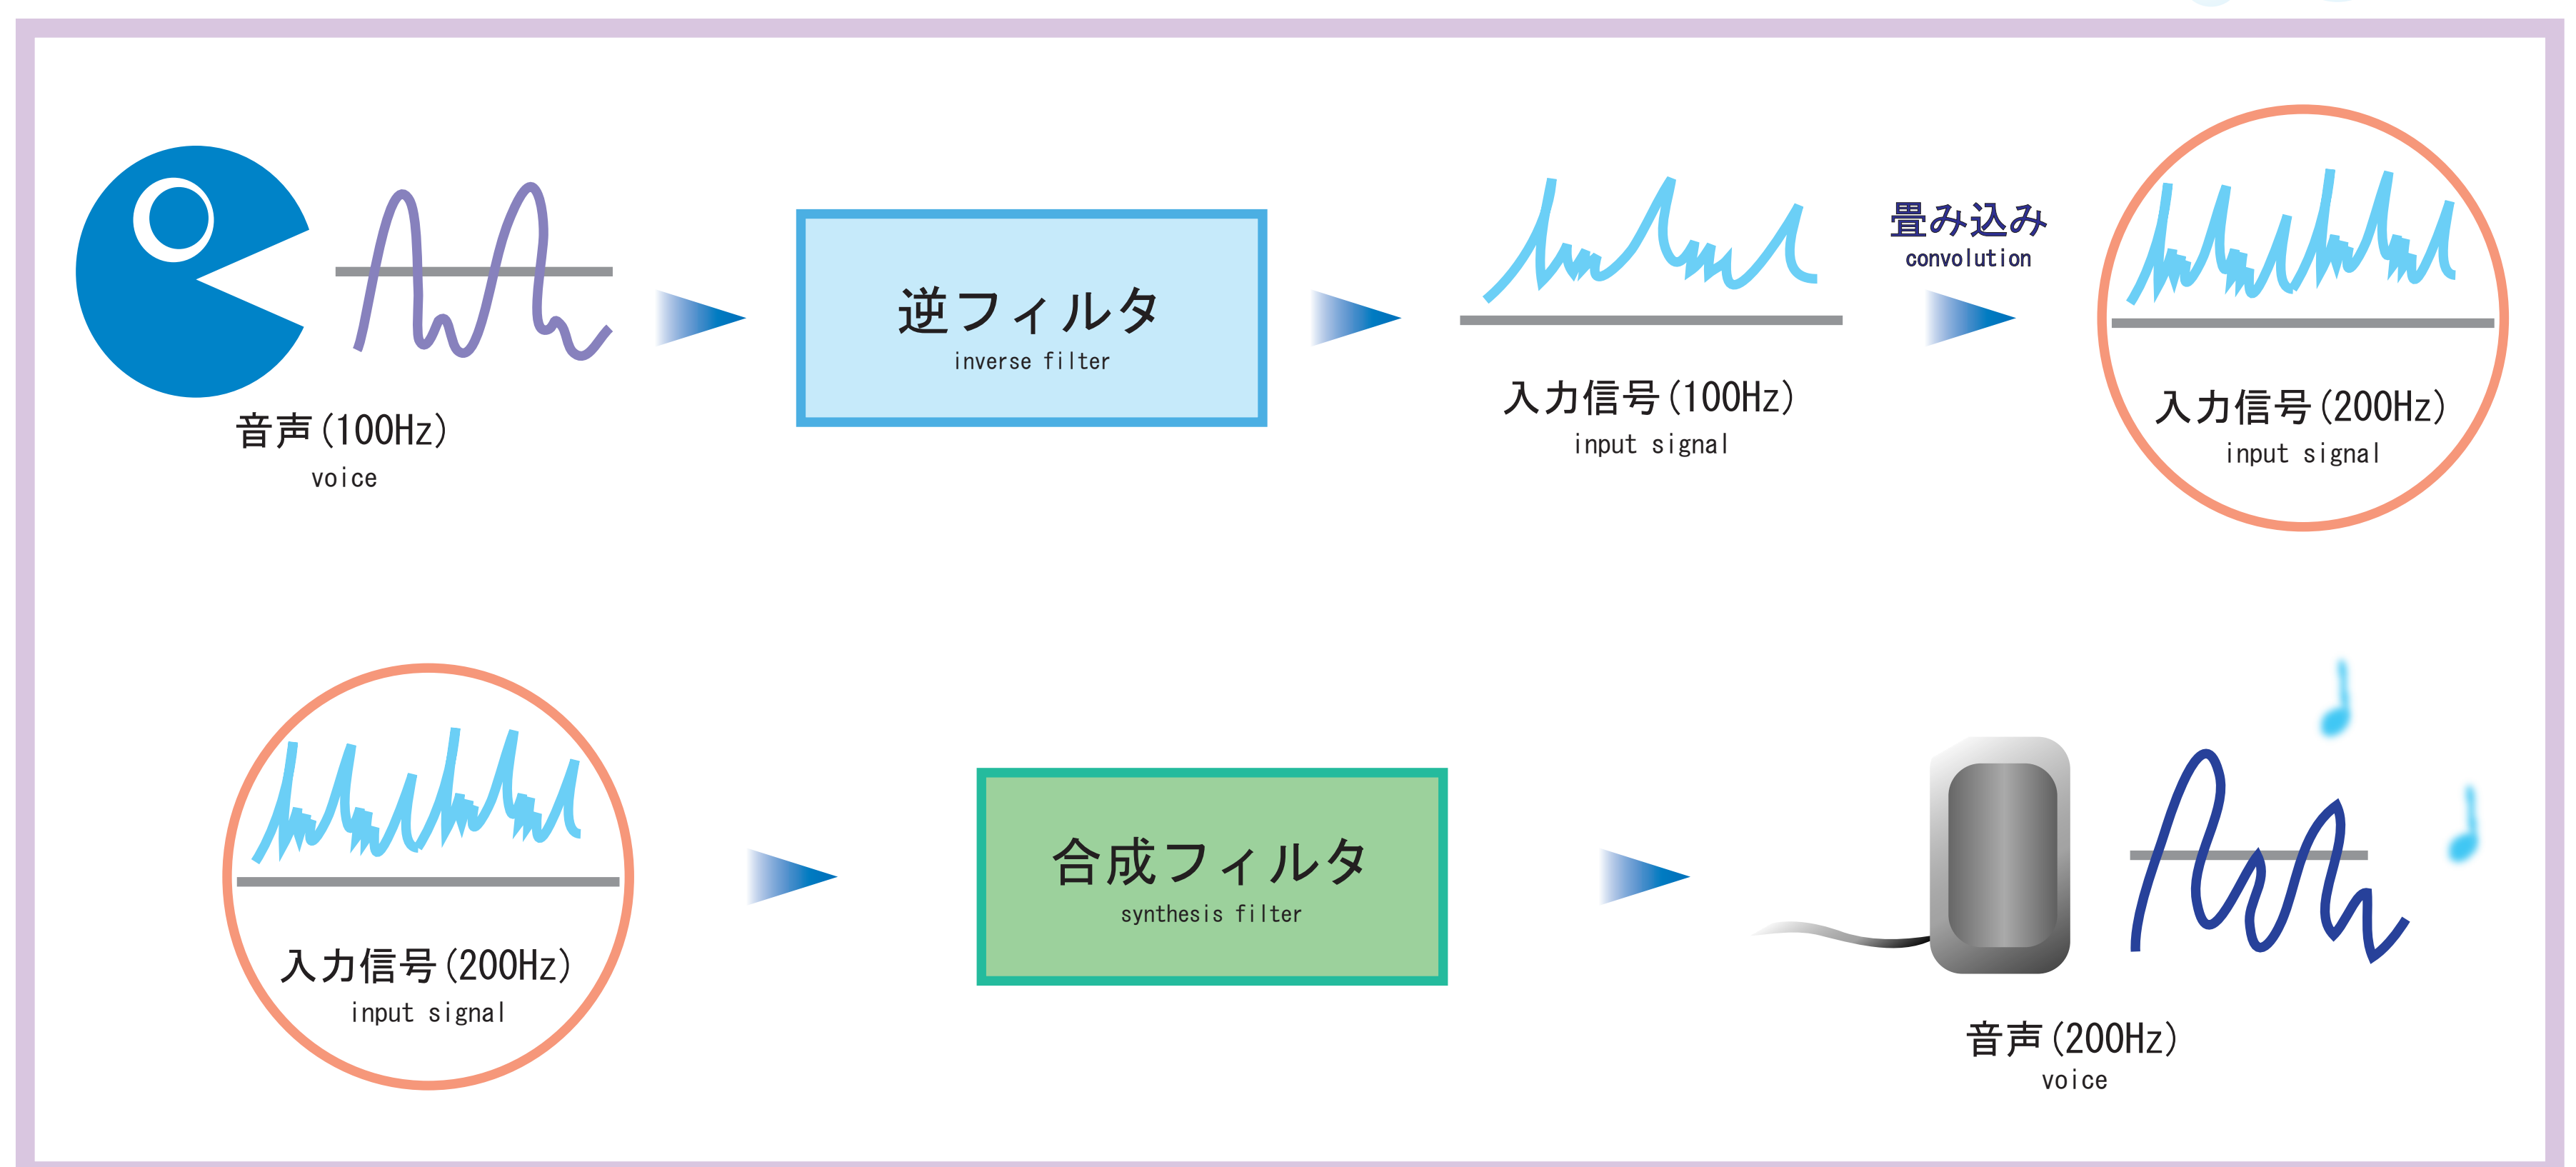 音声(100Hz)
voice
逆フィルタ
inverse filter
入力信号(100Hz)
input signal
畳み込み
convolution
入力信号(200Hz)
input signal
入力信号(200Hz)
input signal
合成フィルタ
synthesis filter
音声(200Hz)
voice